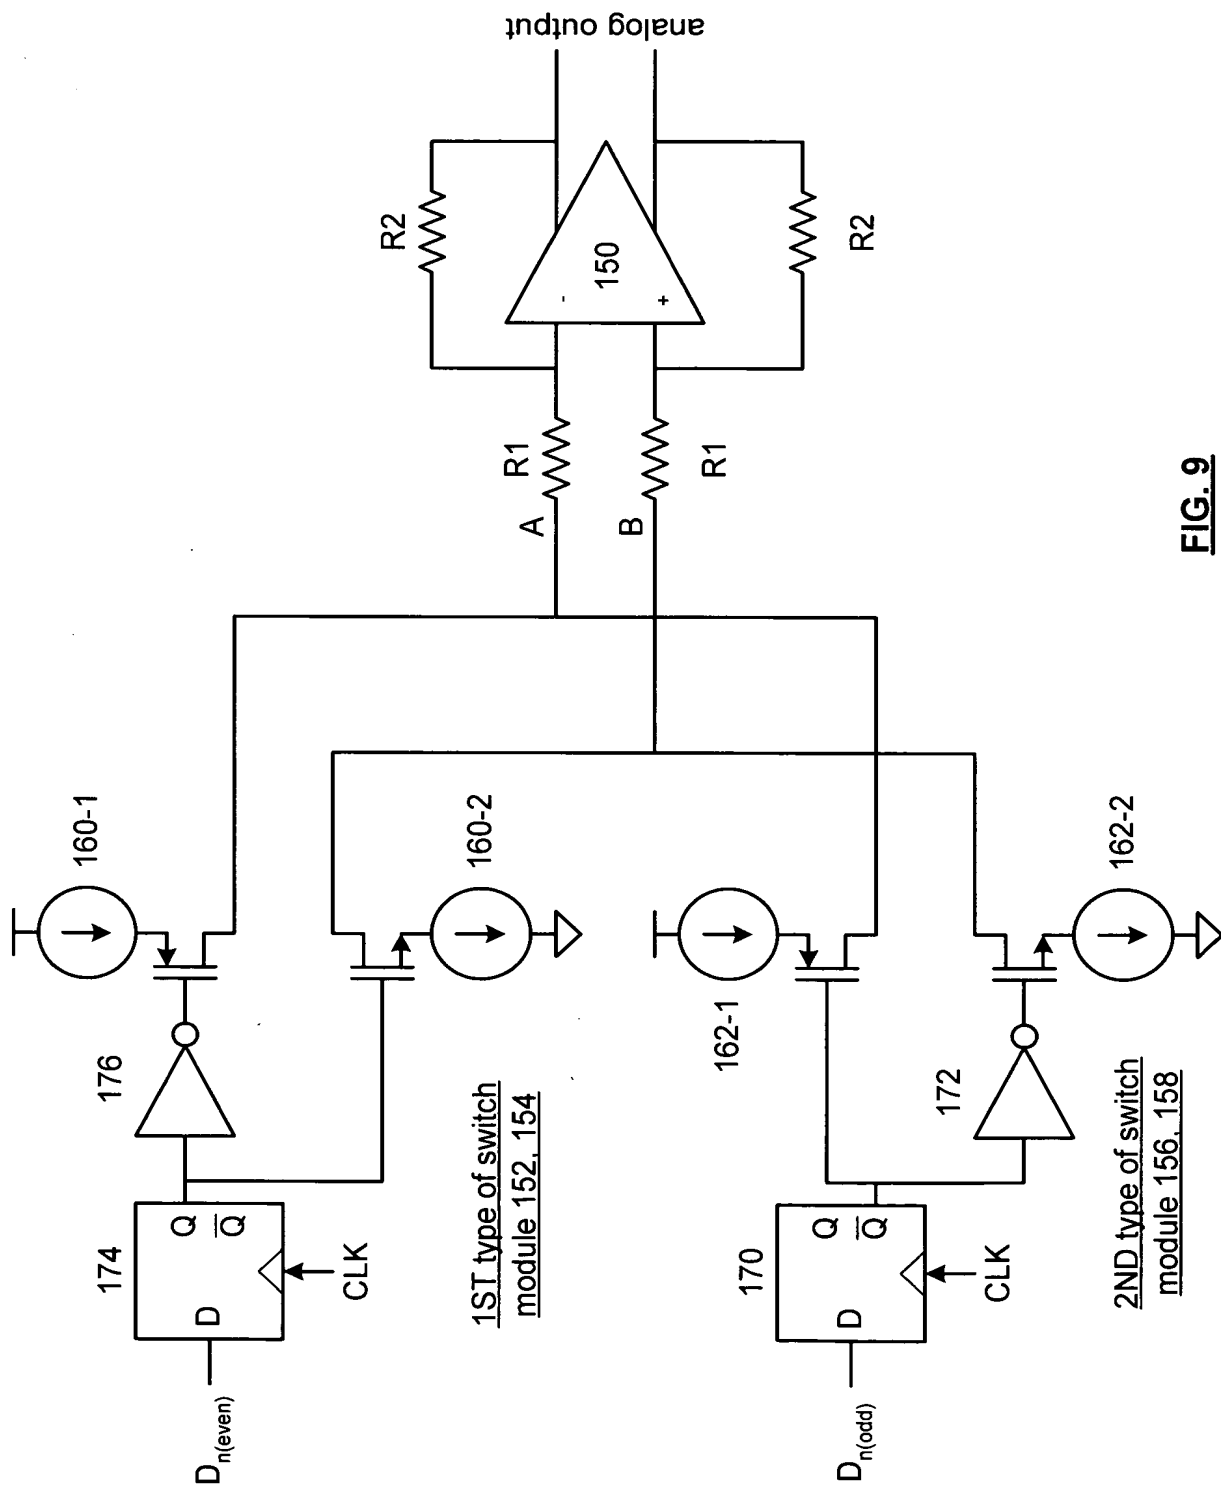 160-1
176
174
D
Q
Q
CLK
Dn(even)
160-2
1ST type of switch
module 152, 154
162-1
170
D
Q
Q
CLK
Dn(odd)
172
162-2
2ND type of switch
module 156, 158
A
R1
B
R1
R2
-
150
+
R2
analog output
FIG. 9